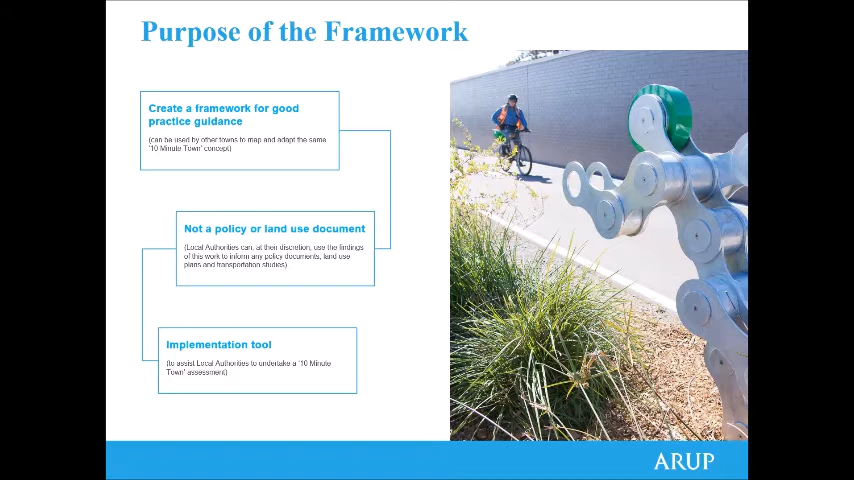 Purpose of the Framework
Create a framework for good
practice guidance
(can be used by other towns to map and adapt the same
'10 Minute Town' concept)
Not a policy or land use document
(Local Authorities can, at their discretion, use the findings
of this work to inform any policy documents, land use
plans and transportation studies)
Implementation tool
(to assist Local Authorities to undertake a '10 Minute
Town' assessment)
ARUP